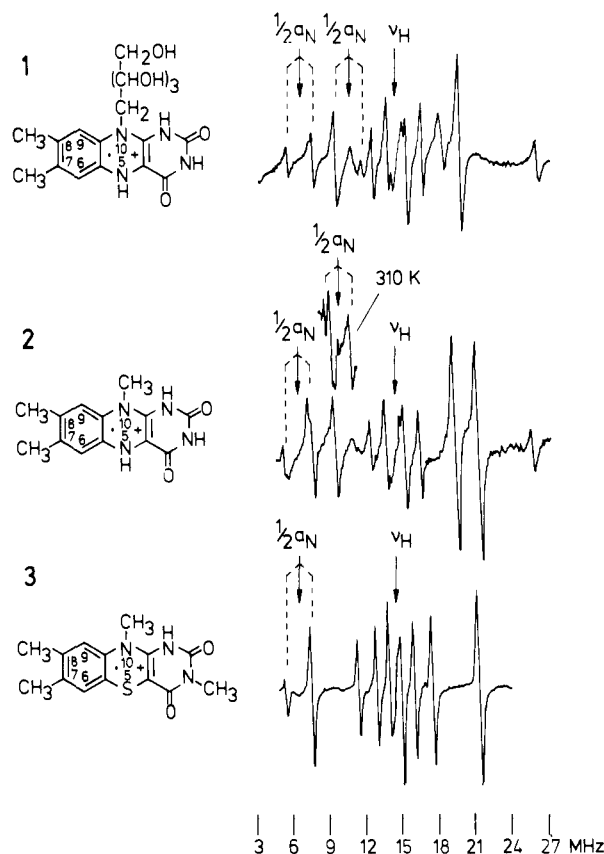 1
CH₂OH
(CHOH)₃
CH₂
CH₃
CH₃
8
9
7
6
N
10
5
+
N
H
H
N
O
NH
O
½aN
½aN
νH
2
CH₃
CH₃
CH₃
8
9
7
6
N
10
5
+
N
H
H
N
O
NH
O
½aN
310 K
½aN
νH
3
CH₃
CH₃
CH₃
8
9
7
6
N
10
5
+
S
H
N
O
N
CH₃
O
½aN
νH
3 6 9 12 15 18 21 24 27 MHz